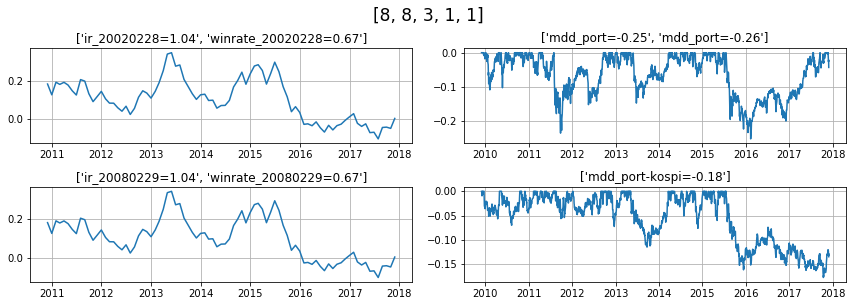 [8, 8, 3, 1, 1]
['ir_20020228=1.04', 'winrate_20020228=0.67']
0.2
0.0
2011 2012 2013 2014 2015 2016 2017 2018
['mdd_port=-0.25', 'mdd_port=-0.26']
0.0
−0.1
−0.2
2010 2011 2012 2013 2014 2015 2016 2017 2018
['ir_20080229=1.04', 'winrate_20080229=0.67']
0.2
0.0
2011 2012 2013 2014 2015 2016 2017 2018
['mdd_port-kospi=-0.18']
0.00
−0.05
−0.10
−0.15
2010 2011 2012 2013 2014 2015 2016 2017 2018